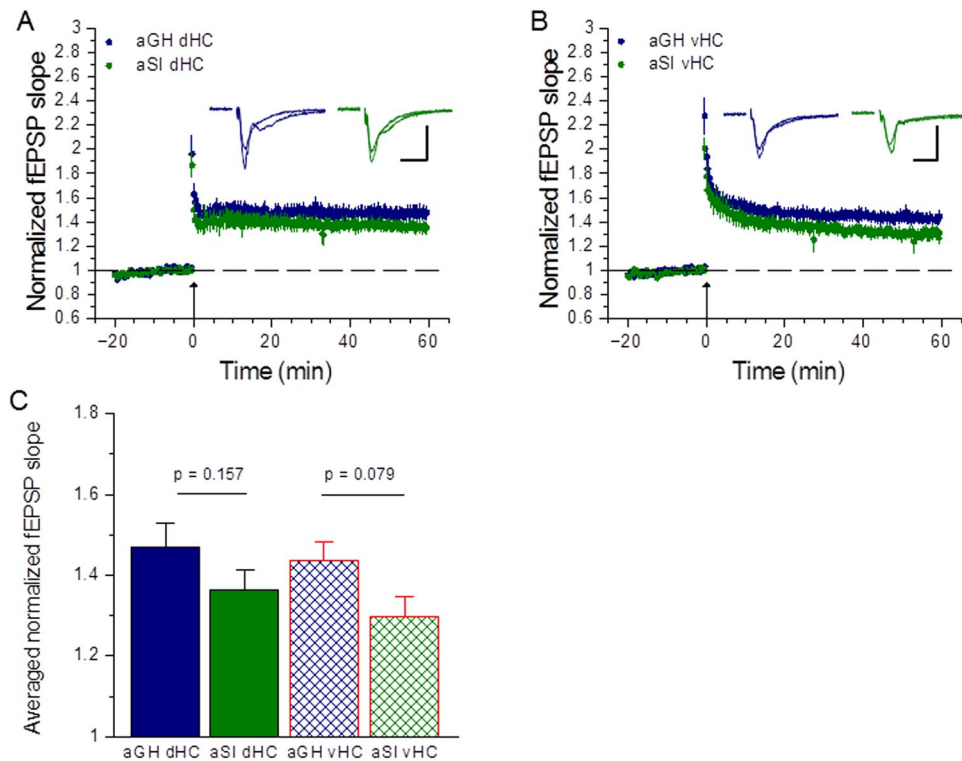 A
aGH dHC
aSI dHC
Normalized fEPSP slope
3
2.8
2.6
2.4
2.2
2
1.8
1.6
1.4
1.2
1
0.8
0.6
−20 0 20 40 60
Time (min)
B
aGH vHC
aSI vHC
Normalized fEPSP slope
3
2.8
2.6
2.4
2.2
2
1.8
1.6
1.4
1.2
1
0.8
0.6
−20 0 20 40 60
Time (min)
C
Averaged normalized fEPSP slope
1.8
1.6
1.4
1.2
1
p = 0.157
p = 0.079
aGH dHC aSI dHC aGH vHC aSI vHC